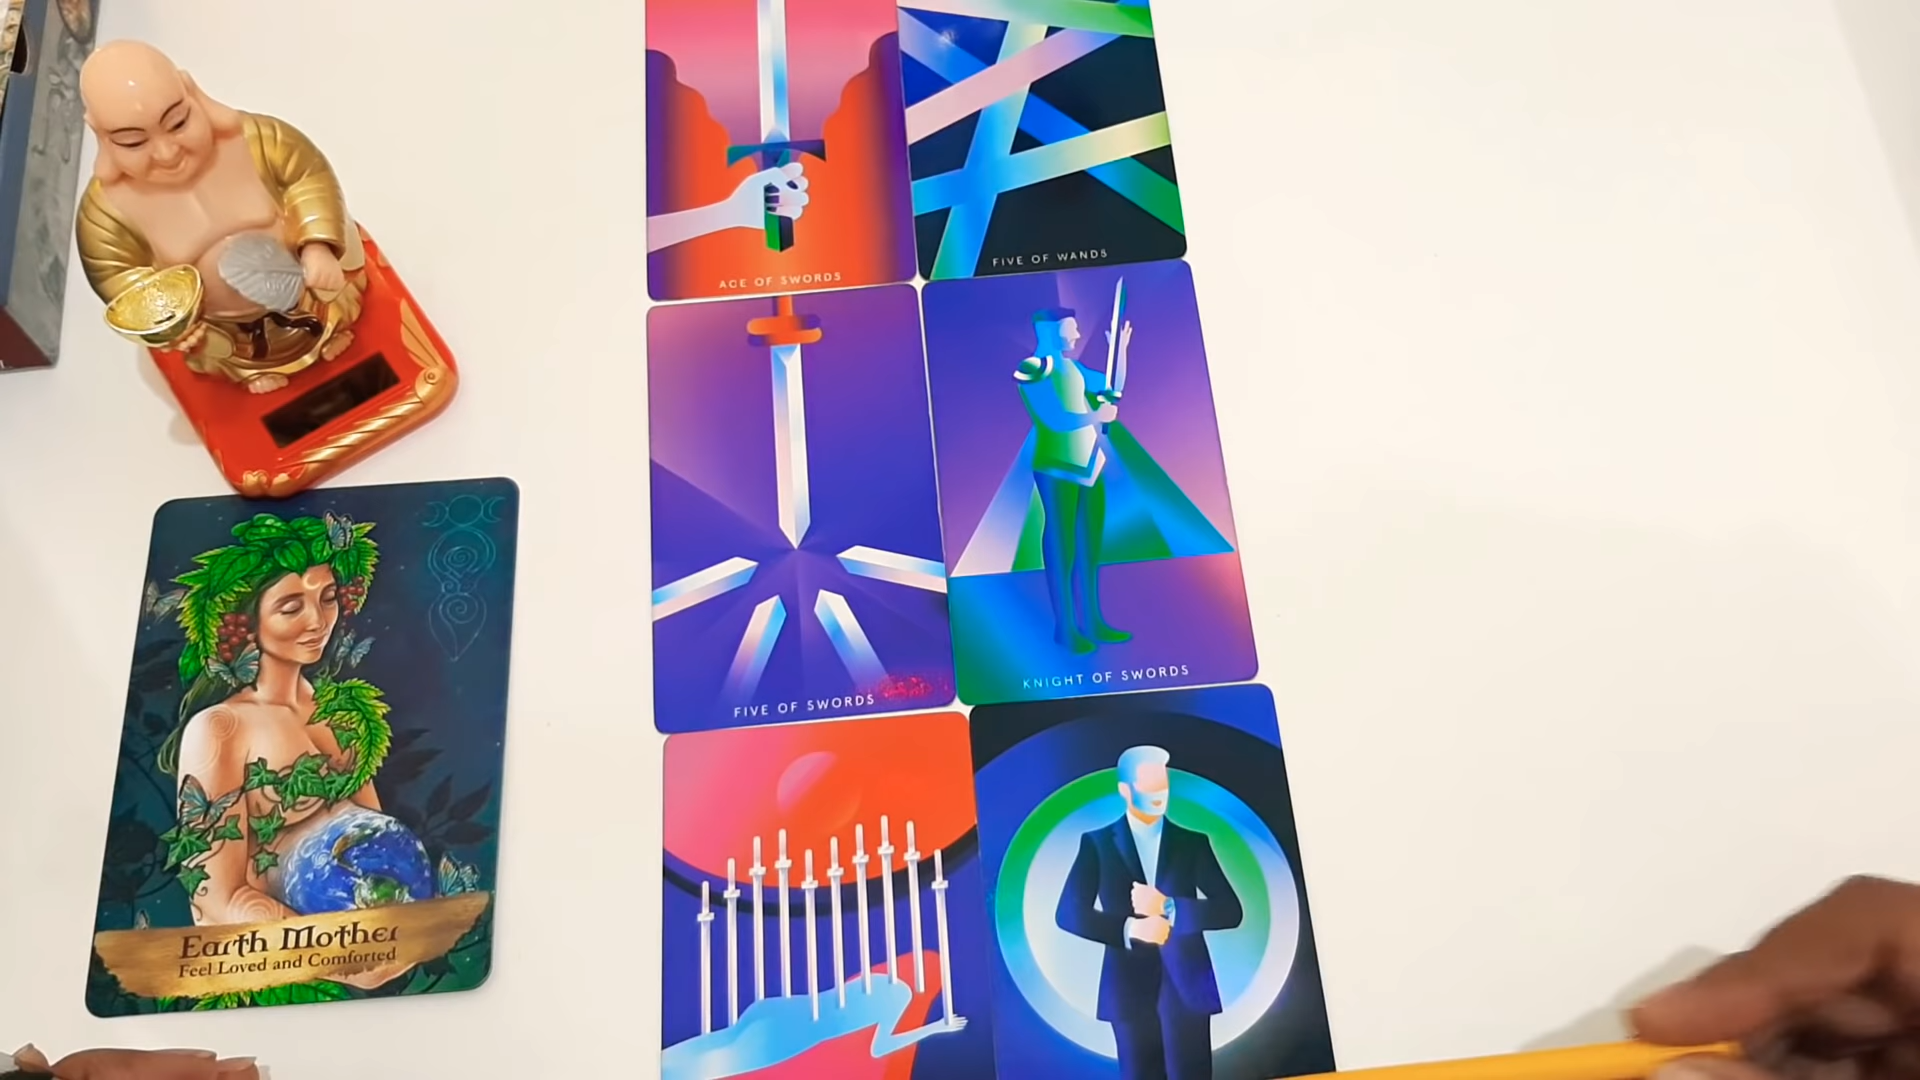 ACE OF SWORDS
FIVE OF WANDS
FIVE OF SWORDS
KNIGHT OF SWORDS
Earth Mother
Feel Loved and Comforted